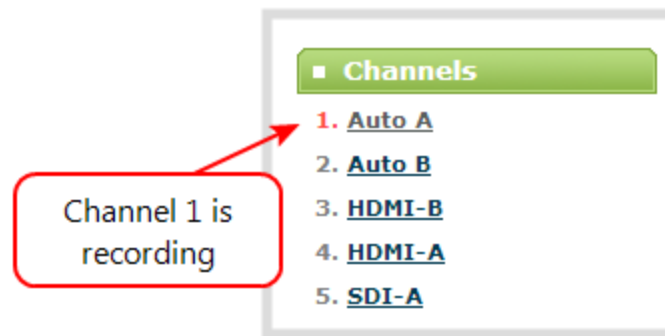 Channels
1. Auto A
2. Auto B
3. HDMI-B
4. HDMI-A
5. SDI-A
Channel 1 is
recording